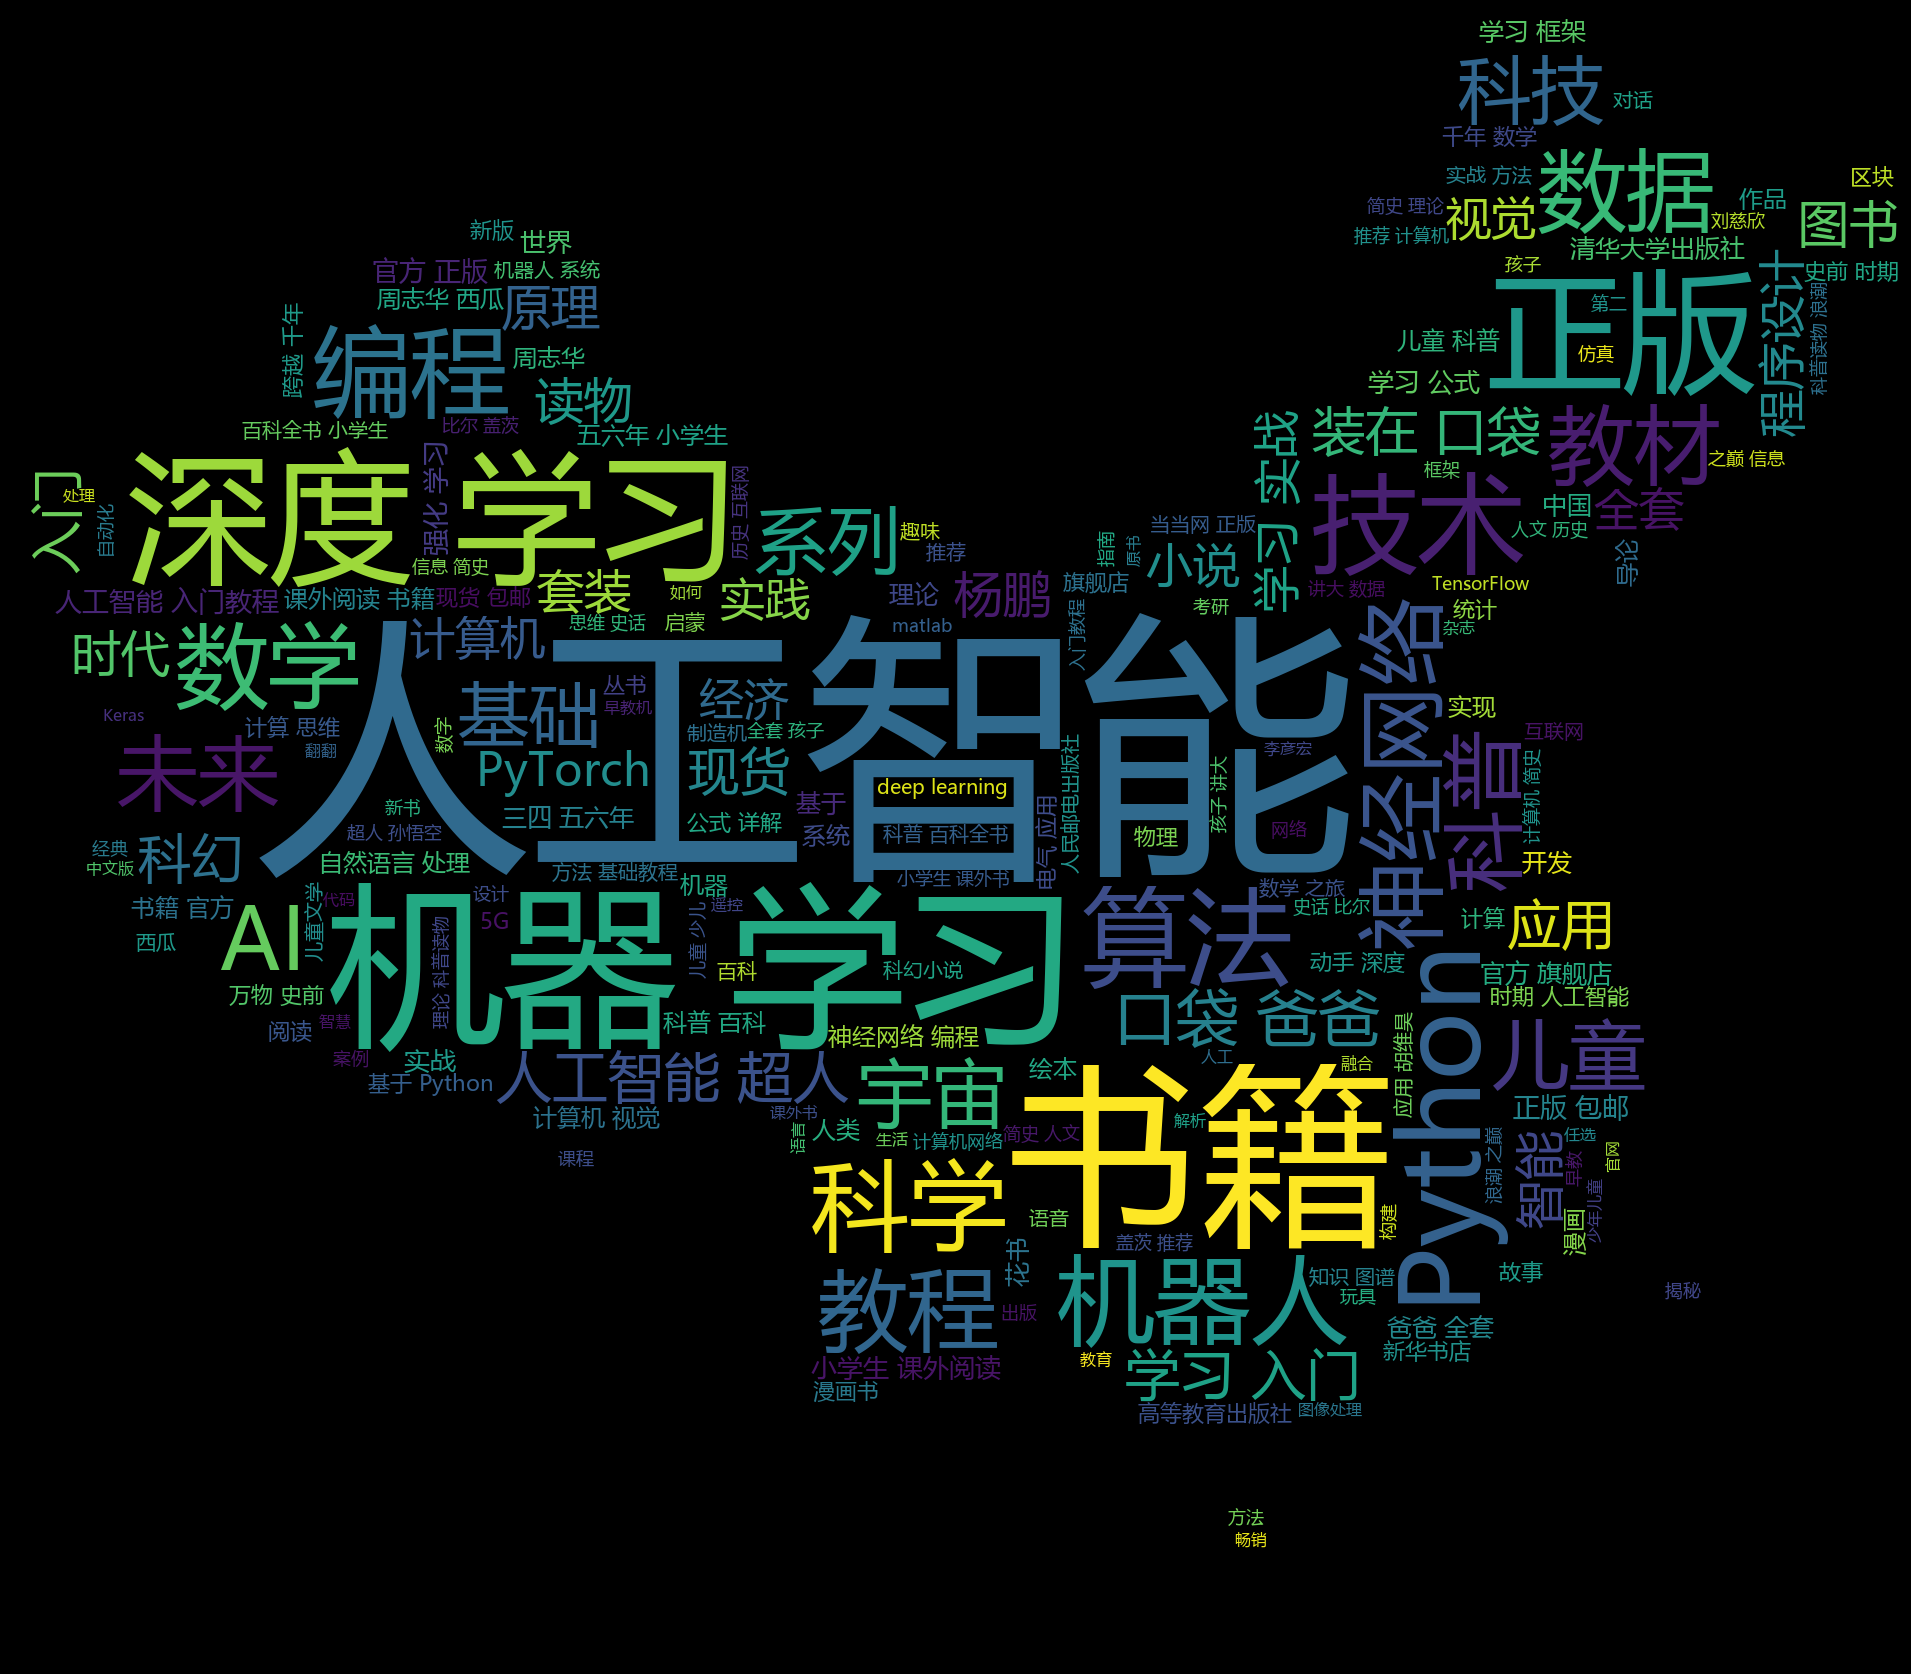 学习 框架
科技
对话
千年 数学
数据
实战 方法
区块
简史 理论
视觉
作品
图书
刘慈欣
推荐 计算机
清华大学出版社
新版
世界
官方 正版
机器人 系统
孩子
史前 时期
周志华 西瓜
原理
正版
第二
程序设计
科普读物 浪潮
跨越 千年
编程
周志华
儿童 科普
仿真
读物
学习 公式
百科全书 小学生
比尔 盖茨
五六年 小学生
学习 实战
装在 口袋
教材
之巅 信息
入门
处理
自动化
深度 学习
强化 学习
历史 互联网
框架
技术
中国
全套
人文 历史
导论
系列
趣味
推荐
指南
原书
当当网 正版
小说
信息 简史
人工智能 入门教程
课外阅读 书籍
现货 包邮
套装
如何
实践
理论
杨鹏
旗舰店
考研
讲大 数据
TensorFlow
统计
杂志
思维 史话
启蒙
matlab
入门教程
时代
数学
计算机
人工智能
神经网络
基础
丛书
早教机
经济
Keras
计算 思维
翻翻
数字
制造机
全套 孩子
实现
互联网
李彦宏
未来
PyTorch
现货
deep learning
人民邮电出版社
孩子 讲大
科普
计算机 简史
新书
超人 孙悟空
三四 五六年
公式 详解
基于
系统
科普 百科全书
电气 应用
物理
网络
经典
中文版
科幻
自然语言 处理
方法 基础教程
机器
小学生 课外书
数学 之旅
开发
书籍 官方
西瓜
AI
儿童文学
代码
设计
5G
机器 学习
儿童 少儿
遥控
算法
史话 比尔
计算
应用
理论 科普读物
百科
科幻小说
动手 深度
官方 旗舰店
万物 史前
时期 人工智能
阅读
智慧
科普 百科
神经网络 编程
口袋 爸爸
Python
儿童
案例
实战
基于 Python
人工智能 超人
宇宙
绘本
人工
融合
应用 胡维昊
计算机 视觉
课外书
语言
人类
生活
计算机网络
简史 人文
书籍
解析
正版 包邮
课程
浪潮 之巅
智能
任选
早教
官网
少年儿童
漫画
科学
语音
构建
盖茨 推荐
花书
教程
出版
机器人
知识 图谱
玩具
故事
揭秘
爸爸 全套
新华书店
小学生 课外阅读
教育
漫画书
学习 入门
高等教育出版社
图像处理
方法
畅销